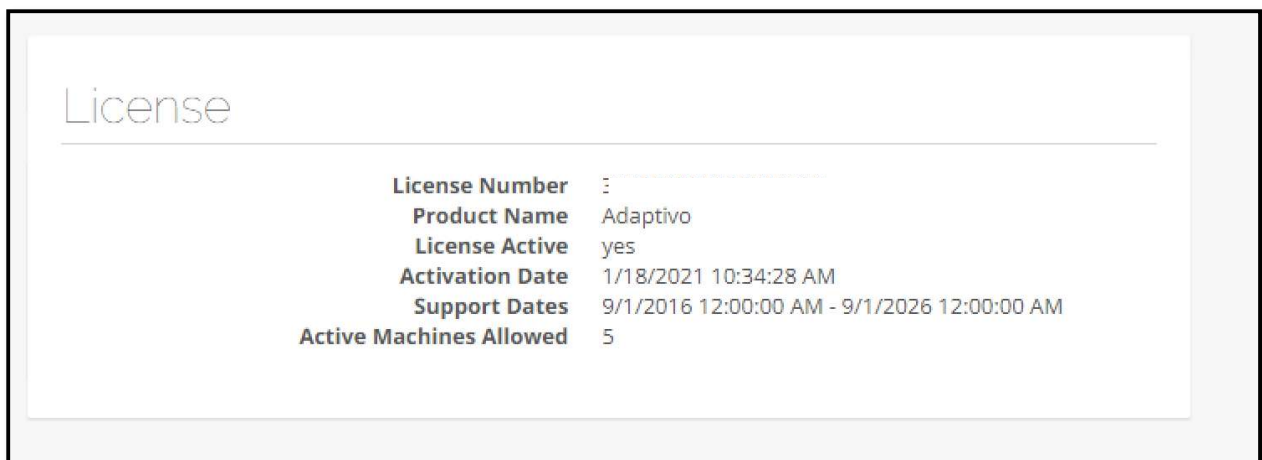 License
License Number
Product Name Adaptivo
License Active yes
Activation Date 1/18/2021 10:34:28 AM
Support Dates 9/1/2016 12:00:00 AM - 9/1/2026 12:00:00 AM
Active Machines Allowed 5